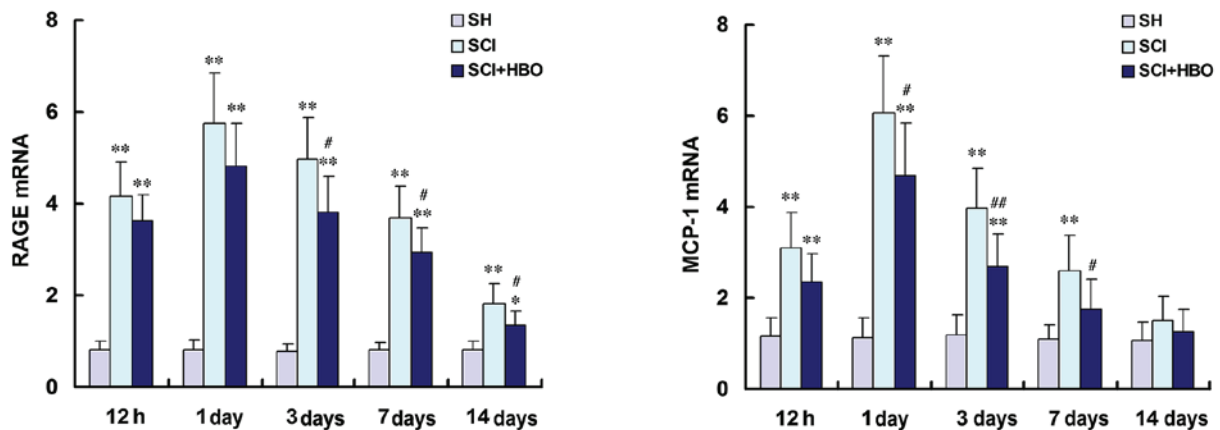 RAGE mRNA
8
6
4
2
0
SH
SCI
SCI+HBO
**
**
**
**
**
#
**
**
#
**
**
#
*
12 h
1 day
3 days
7 days
14 days
MCP-1 mRNA
8
6
4
2
0
SH
SCI
SCI+HBO
**
**
**
#
**
**
##
**
**
#
12 h
1 day
3 days
7 days
14 days